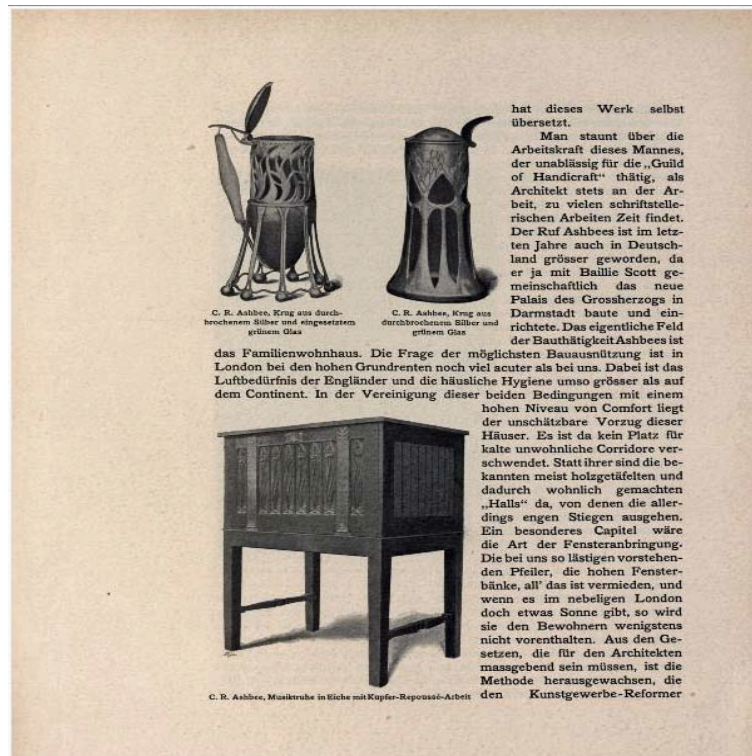 hat dieses Werk selbst
übersetzt.
Man staunt über die
Arbeitskraft dieses Mannes,
der unablässig für die „Guild
of Handicraft“ thätig, als
Architekt stets an der Ar-
beit, zu vielen schriftstelle-
rischen Arbeiten Zeit findet.
Der Ruf Ashbees ist im letz-
ten Jahre auch in Deutsch-
land grösser geworden, da
er ja mit Baillie Scott ge-
meinschaftlich das neue
Palais des Grossherzogs in
Darmstadt baute und ein-
richtete. Das eigentliche Feld
der Bauthätigkeit Ashbees ist
C. R. Ashbee, Krug aus durch-
brochenem Silber und eingesetztem
grünem Glas
C. R. Ashbee, Krug aus
durchbrochenem Silber und
grünem Glas
das Familienwohnhaus. Die Frage der möglichsten Bauausnützung ist in
London bei den hohen Grundrenten noch viel acuter als bei uns. Dabei ist das
Luftbedürfnis der Engländer und die häusliche Hygiene umso grösser als auf
dem Continent. In der Vereinigung dieser beiden Bedingungen mit einem
hohen Niveau von Comfort liegt
der unschätzbare Vorzug dieser
Häuser. Es ist da kein Platz für
kalte unwohnliche Corridore ver-
schwendet. Statt ihrer sind die be-
kannten meist holzgetäfelten und
dadurch wohnlich gemachten
„Halls“ da, von denen die aller-
dings engen Stiegen ausgehen.
Ein besonderes Capitel wäre
die Art der Fensteranbringung.
Die bei uns so lästigen vorstehen-
den Pfeiler, die hohen Fenster-
bänke, all' das ist vermieden, und
wenn es im nebeligen London
doch etwas Sonne gibt, so wird
sie den Bewohnern wenigstens
nicht vorenthalten. Aus den Ge-
setzen, die für den Architekten
massgebend sein müssen, ist die
Methode herausgewachsen, die
den Kunstgewerbe-Reformer
C. R. Ashbee, Musiktruhe in Eiche mit Kupfer-Repoussé-Arbeit